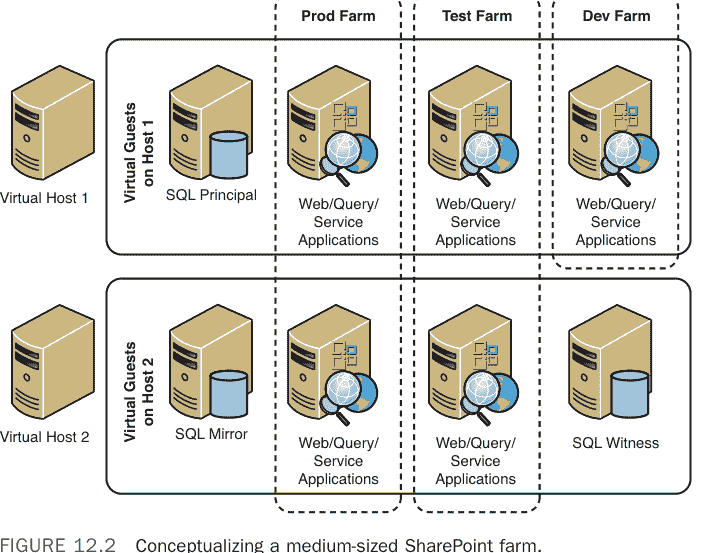 Prod Farm
Test Farm
Dev Farm
Virtual Host 1
Virtual Guests
on Host 1
SQL Principal
Web/Query/
Service
Applications
Web/Query/
Service
Applications
Web/Query/
Service
Applications
Virtual Host 2
Virtual Guests
on Host 2
SQL Mirror
Web/Query/
Service
Applications
Web/Query/
Service
Applications
SQL Witness
FIGURE 12.2 Conceptualizing a medium-sized SharePoint farm.